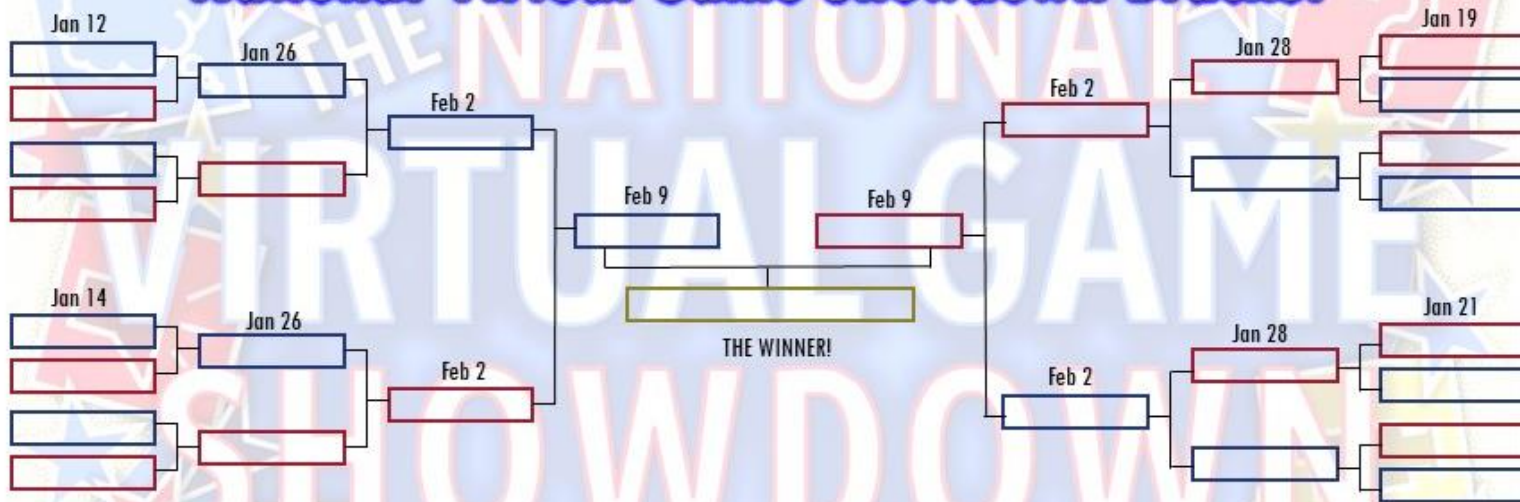 Jan 12
Jan 26
Feb 2
Feb 9
Feb 9
Feb 2
Jan 28
Jan 19
Jan 14
Jan 26
Feb 2
Feb 2
Jan 28
Jan 21
THE WINNER!
THE NATIONAL
VIRTUAL GAME
SHOWDOWN